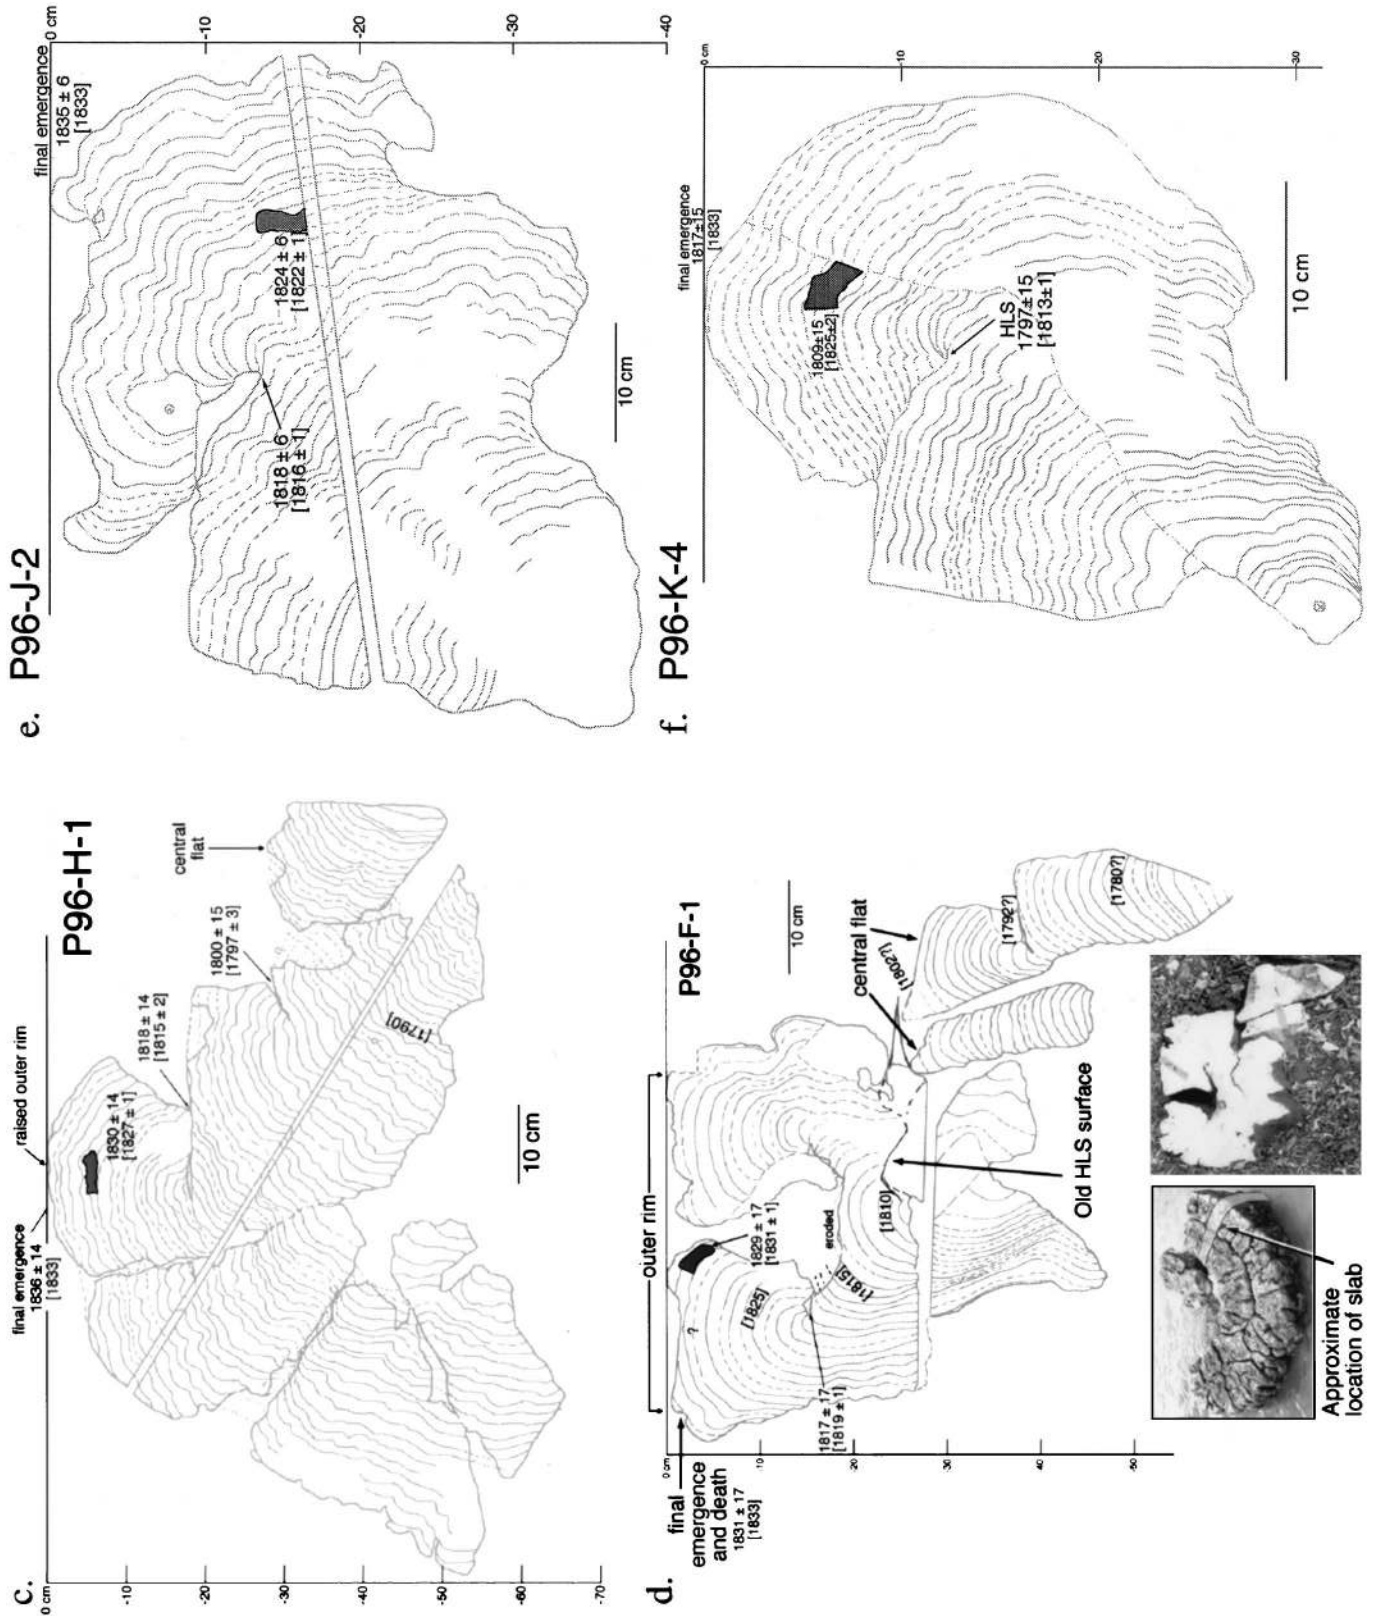 c.
P96-H-1
0 cm
-10
-20
-30
-40
-50
-60
-70
final emergence
1836 ± 14
[1833]
raised outer rim
1830 ± 14
[1827 ± 1]
1818 ± 14
[1815 ± 2]
1800 ± 15
[1797 ± 3]
central
flat
[1790]
10 cm
d.
P96-F-1
0 cm
-10
-20
-30
-40
-50
final
emergence
and death
1831 ± 17
[1833]
outer rim
10 cm
?
1829 ± 17
[1831 ± 1]
[1825]
eroded
[1815]
1817 ± 17
[1819 ± 1]
[1810]
central flat
[1802?]
[1792?]
[1780?]
Old HLS surface
Approximate
location of slab
e.
P96-J-2
0 cm
-10
-20
-30
-40
final emergence
1835 ± 6
[1833]
1824 ± 6
[1822 ± 1]
1818 ± 6
[1816 ± 1]
10 cm
f.
P96-K-4
0 cm
-10
-20
-30
final emergence
1817±15
[1833]
1809±15
[1825±2]
HLS
1797±15
[1813±1]
10 cm